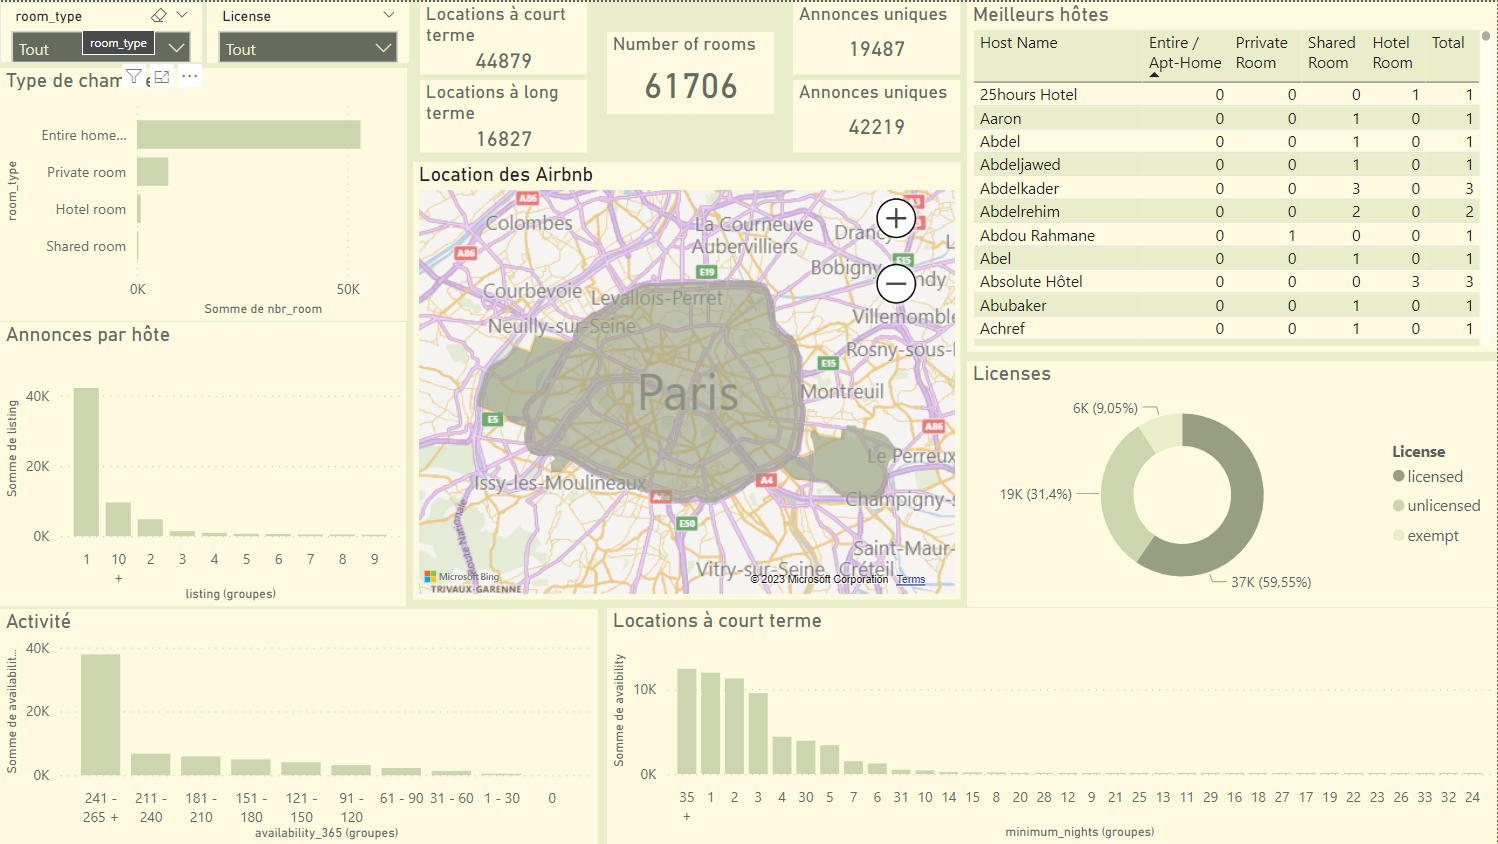 room_type
License
Tout
room_type
Tout
Type de cham
e
room_type
Entire home...
Private room
Hotel room
Shared room
0K
50K
Somme de nbr_room
Annonces par hôte
Somme de listing
40K
20K
0K
1
10 +
2
3
4
5
6
7
8
9
listing (groupes)
Locations à court terme
44879
Locations à long terme
16827
Number of rooms
61706
Annonces uniques
19487
Annonces uniques
42219
Location des Airbnb
A86
Colombes
La Courneuve
Aubervilliers
Drancy
A3
A86
E19
Bobigny
E15
ndy
Courbevoie
Levallois-Perret
Neuilly-sur-Seine
Villemomble
Rosny-sous-
E15
Paris
Montreuil
E5
A86
Le Perreux
Issy-les-Moulineaux
A4
Champigny-s
E50
Route Nationale
Saint-Maur-
Créteil
Vitry-sur-Seine
Microsoft Bing
© 2023 Microsoft Corporation
Terms
TRIVAUX-GARENNE
Meilleurs hôtes
Host Name Entire / Apt-Home Prrivate Room Shared Room Hotel Room Total
25hours Hotel 0 0 0 1 1
Aaron 0 0 1 0 1
Abdel 0 0 1 0 1
Abdeljawed 0 0 1 0 1
Abdelkader 0 0 3 0 3
Abdelrehim 0 0 2 0 2
Abdou Rahmane 0 1 0 0 1
Abel 0 0 1 0 1
Absolute Hôtel 0 0 0 3 3
Abubaker 0 0 1 0 1
Achref 0 0 1 0 1
Licenses
6K (9,05%)
19K (31,4%)
37K (59,55%)
License
licensed
unlicensed
exempt
Activité
Somme de availabilit...
40K
20K
0K
241 - 265 +
211 - 240
181 - 210
151 - 180
121 - 150
91 - 120
61 - 90
31 - 60
1 - 30
0
availability_365 (groupes)
Locations à court terme
Somme de avaibility
10K
0K
35 +
1
2
3
4
30
5
7
6
31
10
14
15
8
20
28
12
9
21
25
13
11
29
16
18
27
17
19
22
23
26
33
32
24
minimum_nights (groupes)